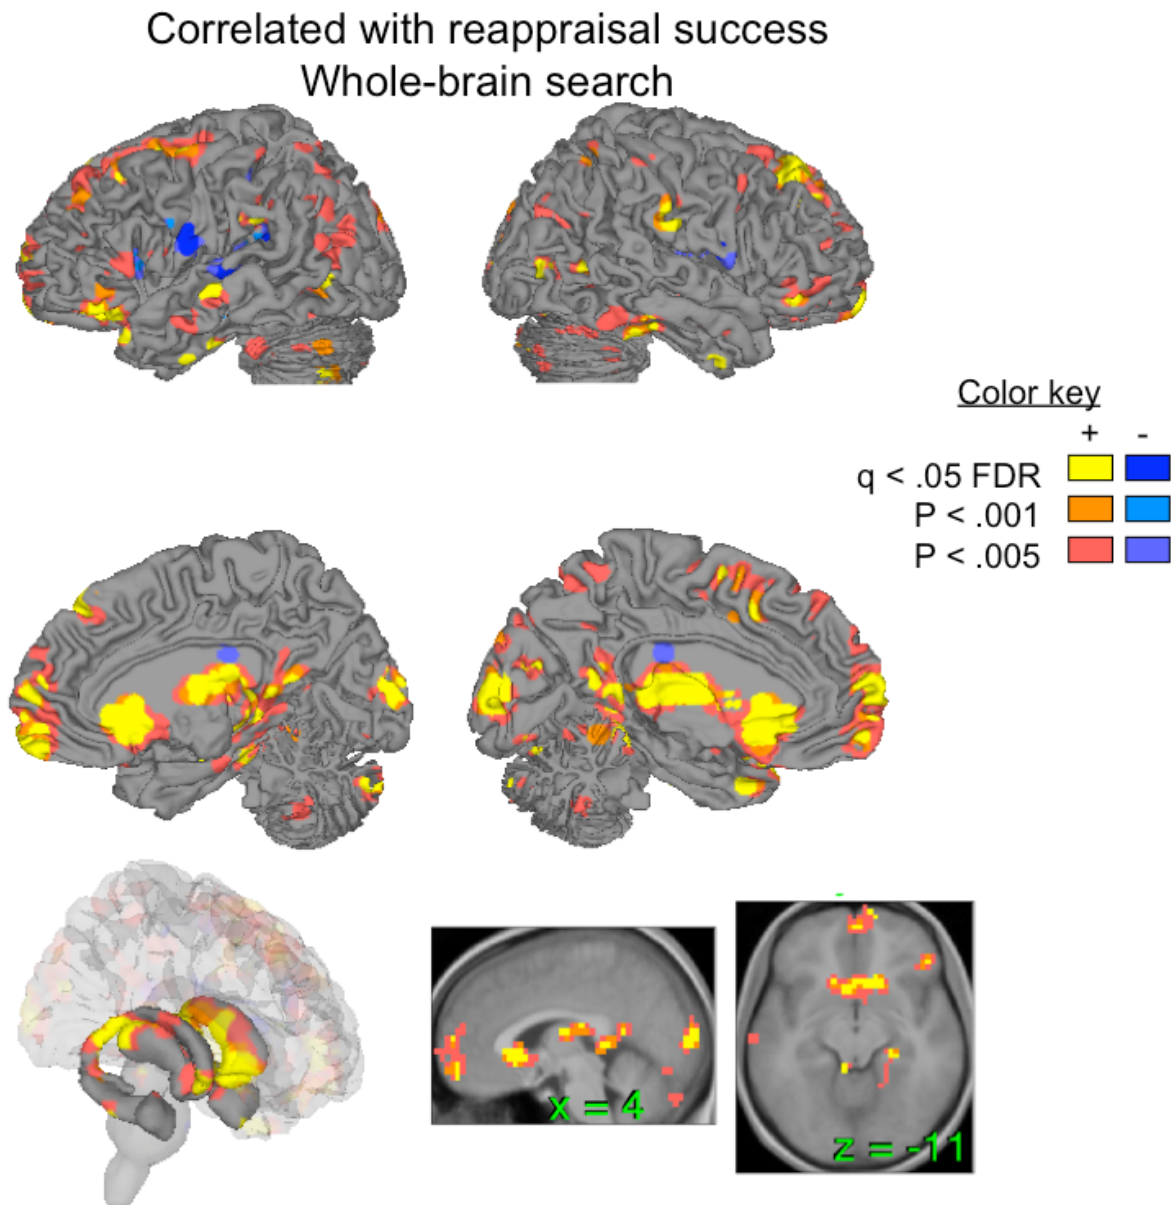 Correlated with reappraisal success
Whole-brain search
Color key
+ -
q < .05 FDR
P < .001
P < .005
x = 4
z = -11